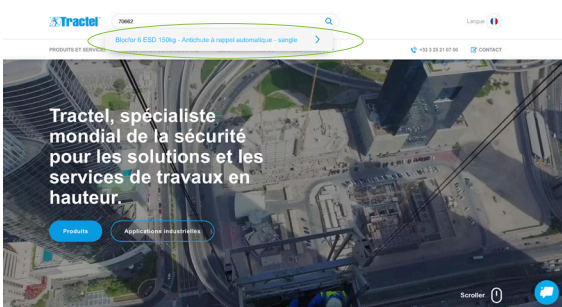 Tractel
70662
Langue
Blocfor 6 ESD 150kg - Antichute à rappel automatique - sangle
PRODUITS ET SERVICES
+33 3 25 21 07 00
CONTACT
Tractel, spécialiste
mondial de la sécurité
pour les solutions et les
services de travaux en
hauteur.
Produits
Applications industrielles
Scroller